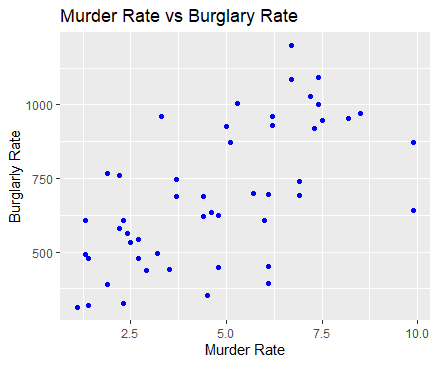 Murder Rate vs Burglary Rate
Burglarly Rate
1000
750
500
2.5 5.0 7.5 10.0
Murder Rate